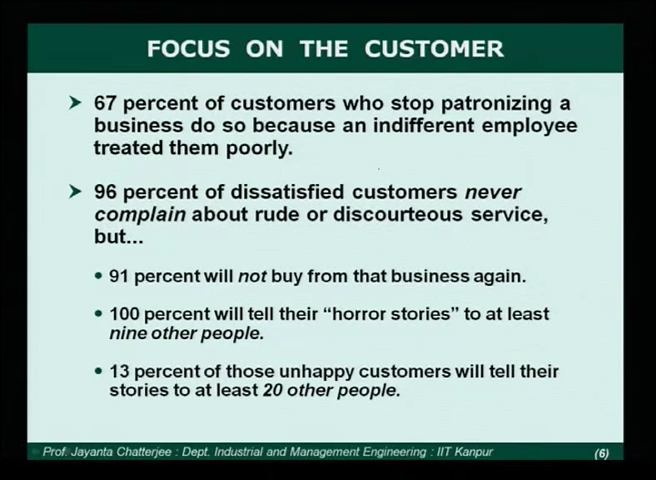 FOCUS ON THE CUSTOMER
➤ 67 percent of customers who stop patronizing a
business do so because an indifferent employee
treated them poorly.
➤ 96 percent of dissatisfied customers never
complain about rude or discourteous service,
but...
• 91 percent will not buy from that business again.
• 100 percent will tell their “horror stories” to at least
nine other people.
• 13 percent of those unhappy customers will tell their
stories to at least 20 other people.
Prof. Jayanta Chatterjee : Dept. Industrial and Management Engineering : IIT Kanpur (6)